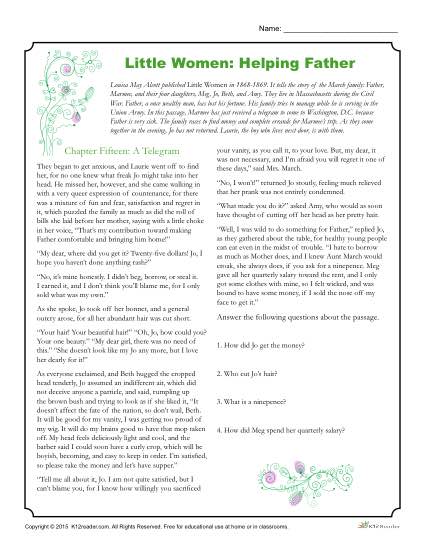 Name:
Little Women: Helping Father
Louisa May Alcott published Little Women in 1868-1869. It tells the story of the March family: Father,
Marmee, and their four daughters, Meg, Jo, Beth, and Amy. They live in Massachusetts during the Civil
War. Father, a once wealthy man, has lost his fortune. His family tries to manage while he is serving in the
Union Army. In this passage, Marmee has just received a telegram to come to Washington, D.C. because
Father is very sick. The family races to find money and complete errands for Marmee's trip. As they come
together in the evening, Jo has not returned. Laurie, the boy who lives next door, is with them.
Chapter Fifteen: A Telegram
They began to get anxious, and Laurie went off to find
her, for no one knew what freak Jo might take into her
head. He missed her, however, and she came walking in
with a very queer expression of countenance, for there
was a mixture of fun and fear, satisfaction and regret in
it, which puzzled the family as much as did the roll of
bills she laid before her mother, saying with a little choke
in her voice, "That's my contribution toward making
Father comfortable and bringing him home!"
"My dear, where did you get it? Twenty-five dollars! Jo, I
hope you haven't done anything rash?"
"No, it's mine honestly. I didn't beg, borrow, or steal it.
I earned it, and I don't think you'll blame me, for I only
sold what was my own."
As she spoke, Jo took off her bonnet, and a general
outcry arose, for all her abundant hair was cut short.
"Your hair! Your beautiful hair!" "Oh, Jo, how could you?
Your one beauty." "My dear girl, there was no need of
this." "She doesn't look like my Jo any more, but I love
her dearly for it!"
As everyone exclaimed, and Beth hugged the cropped
head tenderly, Jo assumed an indifferent air, which did
not deceive anyone a particle, and said, rumpling up
the brown bush and trying to look as if she liked it, "It
doesn't affect the fate of the nation, so don't wail, Beth.
It will be good for my vanity, I was getting too proud of
my wig. It will do my brains good to have that mop taken
off. My head feels deliciously light and cool, and the
barber said I could soon have a curly crop, which will be
boyish, becoming, and easy to keep in order. I'm satisfied,
so please take the money and let's have supper."
"Tell me all about it, Jo. I am not quite satisfied, but I
can't blame you, for I know how willingly you sacrificed
your vanity, as you call it, to your love. But, my dear, it
was not necessary, and I'm afraid you will regret it one of
these days," said Mrs. March.
"No, I won't!" returned Jo stoutly, feeling much relieved
that her prank was not entirely condemned.
"What made you do it?" asked Amy, who would as soon
have thought of cutting off her head as her pretty hair.
"Well, I was wild to do something for Father," replied Jo,
as they gathered about the table, for healthy young people
can eat even in the midst of trouble. "I hate to borrow
as much as Mother does, and I knew Aunt March would
croak, she always does, if you ask for a ninepence. Meg
gave all her quarterly salary toward the rent, and I only
got some clothes with mine, so I felt wicked, and was
bound to have some money, if I sold the nose off my
face to get it."
Answer the following questions about the passage.
1. How did Jo get the money?
2. Who cut Jo's hair?
3. What is a ninepence?
4. How did Meg spend her quarterly salary?
Copyright © 2015 K12reader.com. All Rights Reserved. Free for educational use at home or in classrooms.
K12Reader